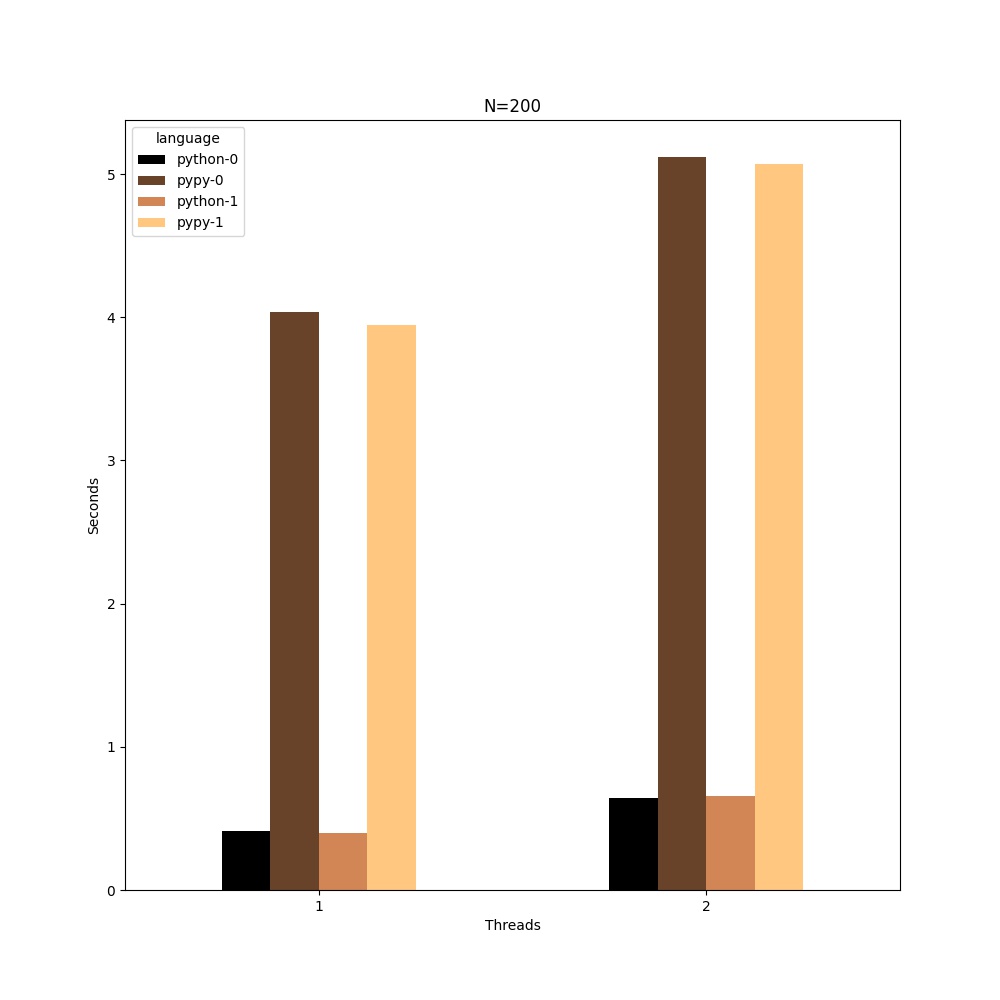 N=200
language
python-0
pypy-0
python-1
pypy-1
5
4
3
2
1
0
Seconds
1 2
Threads